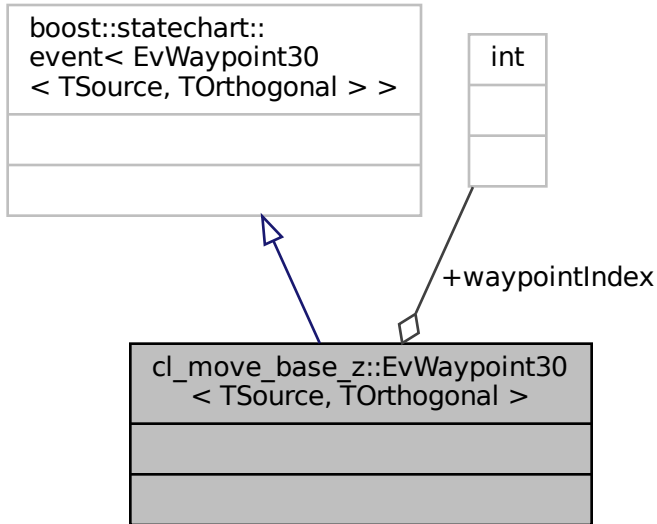 boost::statechart::
event< EvWaypoint30
< TSource, TOrthogonal > >
int
+waypointIndex
cl_move_base_z::EvWaypoint30
< TSource, TOrthogonal >